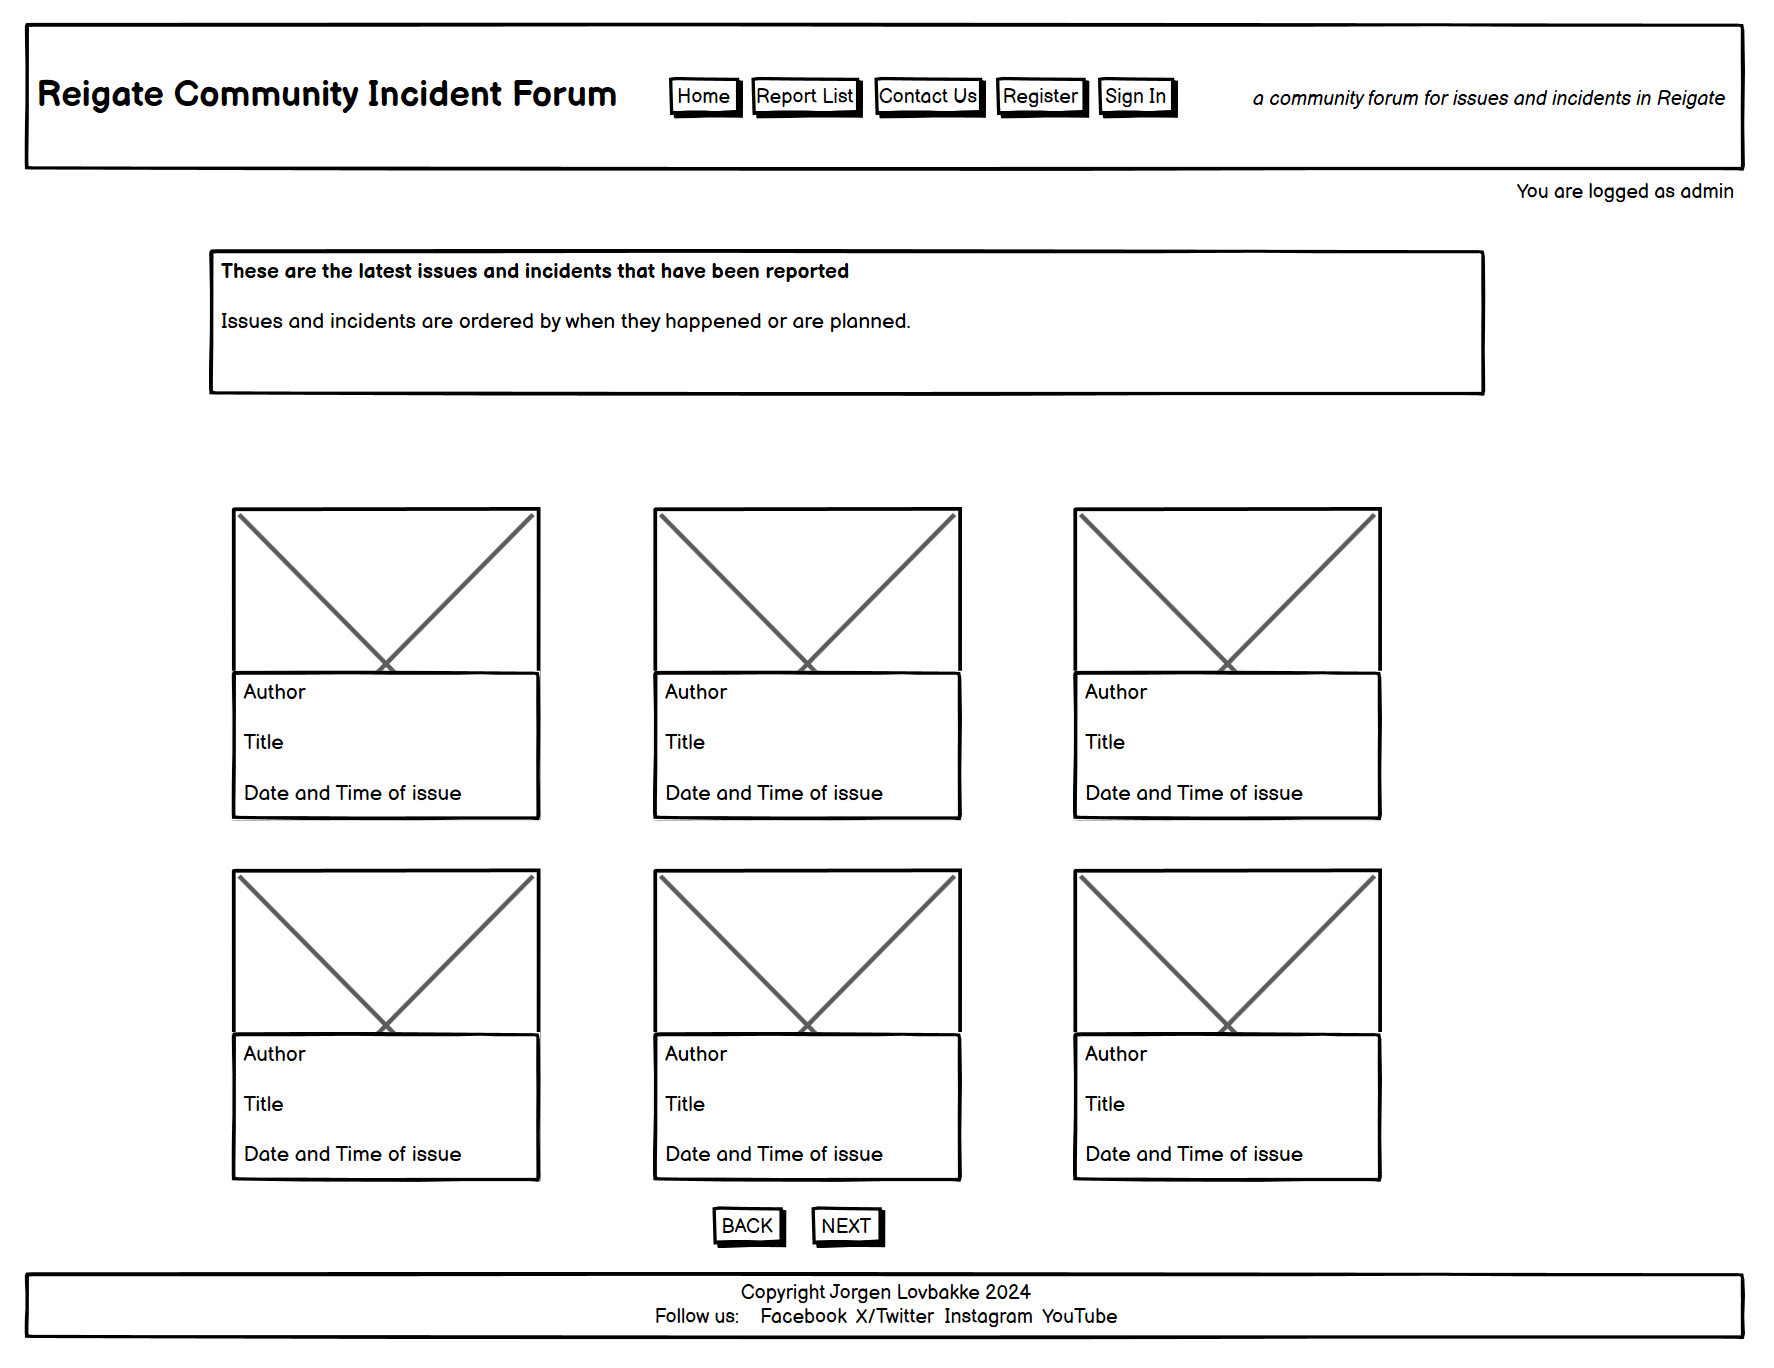 Reigate Community Incident Forum
Home
Report List
Contact Us
Register
Sign In
a community forum for issues and incidents in Reigate
You are logged as admin
These are the latest issues and incidents that have been reported
Issues and incidents are ordered by when they happened or are planned.
Author
Title
Date and Time of issue
Author
Title
Date and Time of issue
Author
Title
Date and Time of issue
Author
Title
Date and Time of issue
Author
Title
Date and Time of issue
Author
Title
Date and Time of issue
BACK
NEXT
Copyright Jorgen Lovbakke 2024
Follow us: Facebook X/Twitter Instagram YouTube